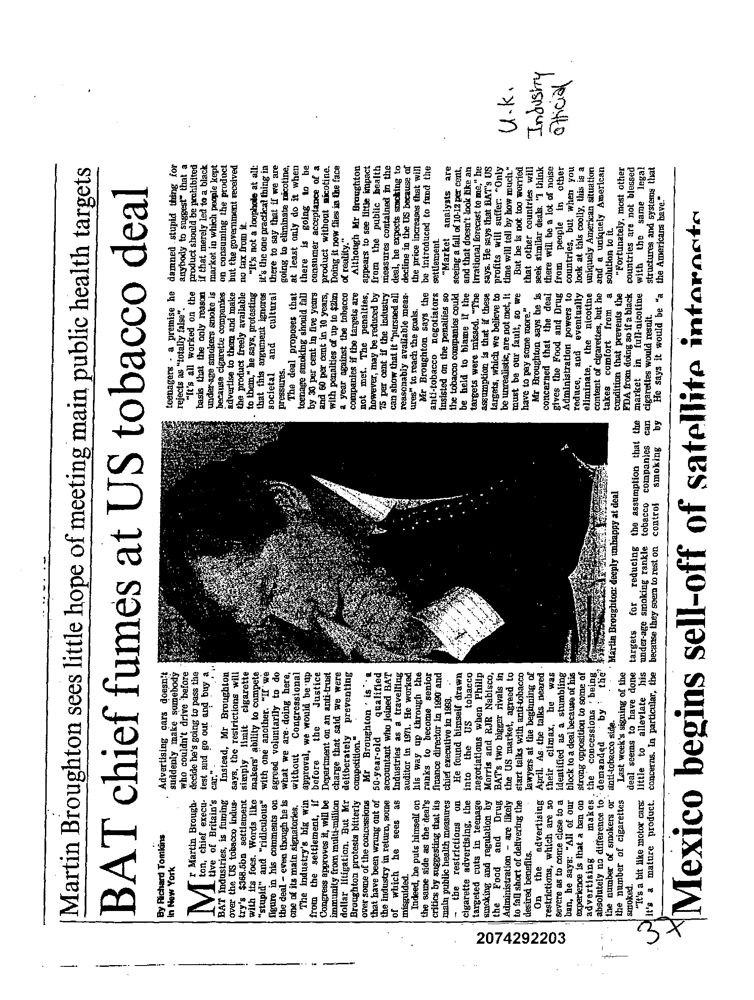 Martin Broughton sees little hope of meeting main public health targets
BAT chief fumes at US tobacco deal
By Richard Tomkins
in New York
Mr Martin Brough-
ton, chief execu-
tive of Britain's
BAT Industries, is fuming
over the US tobacco indus-
try's $368.5bn settlement
with its critics. Words like
"stupid" and "ridiculous"
figure in his comments on
the deal – even though he is
one of its main signatories.
The industry's big win
from the settlement, if
Congress approves it, will be
immunity from multi-million
dollar litigation. But Mr
Broughton protests bitterly
over some of the concessions
that have been wrung out of
the industry in return, some
of which he sees as
misguided.
Indeed, he puts himself on
the same side as the deal's
critics by suggesting that its
main public health measures
– the restrictions on
cigarette advertising, the
targeted cuts in teenage
smoking and regulation by
the Food and Drug
Administration – are likely
to fall short of delivering the
desired benefits.
On the advertising
restrictions, which are so
severe as to come close to a
ban, he says: "All of our
experience is that a ban on
advertising makes
absolutely no difference to
the number of smokers or
the number of cigarettes
smoked.
"It's a bit like motor cars:
it's a mature product.
Advertising cars doesn't
suddenly make somebody
who couldn't drive before
decide he's going to pass the
test and go out and buy a
car."
Instead, Mr Broughton
says, the restrictions will
simply limit cigarette
makers' ability to compete
with one another. "If we
agreed voluntarily to do
what we are doing here,
without Congressional
approval, we would be up
before the Justice
Department on an anti-trust
charge that said we were
deliberately preventing
competition."
Mr Broughton is a
50-year-old qualified
accountant who joined BAT
Industries as a travelling
auditor in 1971. He worked
his way up through the
ranks to become senior
finance director in 1990 and
chief executive in 1993.
He found himself drawn
into the US tobacco
negotiations when Philip
Morris and RJR Nabisco,
BAT's two bigger rivals in
the US market, agreed to
start talks with anti-tobacco
lawyers at the beginning of
April. As the talks neared
their climax, he was
identified as a stumbling
block to a deal because of his
strong opposition to some of
the concessions being
demanded by the
anti-tobacco side.
Last week's signing of the
deal seems to have done
little to alleviate his
concerns. In particular, the
Martin Broughton: deeply unhappy at deal
targets for reducing
under-age smoking rankle
because they seem to rest on
the assumption that the
tobacco companies can
control smoking by
teenagers – a premise he
rejects as "totally false".
"It's all worked on the
basis that the only reason
under-age smokers smoke is
because cigarette companies
advertise to them and make
the product freely available
to them," he says, protesting
that this argument ignores
societal and cultural
pressures.
The deal proposes that
teenage smoking should fall
by 30 per cent in five years
and 60 per cent in 10 years,
with penalties of up to $2bn
a year against the tobacco
companies if the targets are
not met. The penalties,
however, may be reduced by
75 per cent if the industry
can show that it "pursued all
reasonably available meas-
ures" to reach the goals.
Mr Broughton says the
anti-tobacco negotiators
insisted on the penalties so
the tobacco companies could
be held to blame if the
targets were missed. "The
assumption is that if these
targets, which we believe to
be unrealistic, aren't met, it
must be our fault, so we
have to pay some more."
Mr Broughton says he is
concerned that the deal
gives the Food and Drug
Administration powers to
reduce, and eventually
eliminate, the nicotine
content of cigarettes, but he
takes comfort from a
condition that prevents the
FDA from doing so if a black
market in full-nicotine
cigarettes would result.
He says it would be "a
damned stupid thing for
anybody to suggest" that a
product should be prohibited
if that merely led to a black
market in which people kept
on consuming the product
but the government received
no tax from it.
"It's not a loophole at all:
it's the one practical thing in
there to say that if we are
going to eliminate nicotine,
at least only do it when
there is going to be
consumer acceptance of a
product without nicotine.
Doing it now flies in the face
of reality."
Although Mr Broughton
appears to see little impact
from the public health
measures contained in the
deal, he expects smoking to
decline in the US because of
the price increases that will
be introduced to fund the
settlement.
"Market analysts are
seeing a fall of 10-12 per cent,
and that doesn't look like an
irrational forecast to me," he
says. He says that BAT's US
profits will suffer: "Only
time will tell by how much."
But he is not too worried
that other countries will
seek similar deals. "I think
there will be a lot of noise
from people in other
countries, but when you
look at this coolly, this is a
uniquely American situation
and a uniquely American
solution to it.
"Fortunately, most other
countries are not blessed
with the same legal
structures and systems that
the Americans have."
U.K.
Industry
official
Mexico begins sell-off of satellite interests
37
2074292203